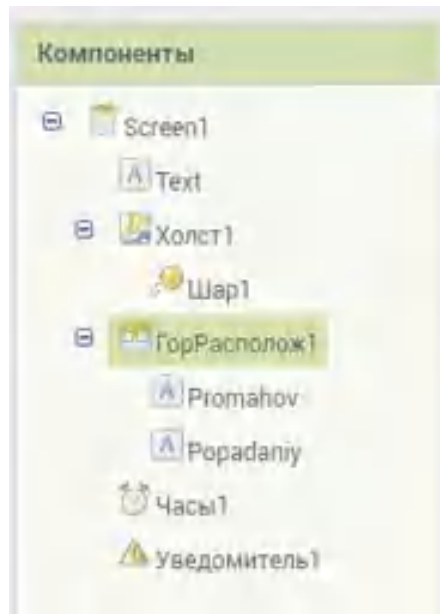 Компоненты
Screen1
Text
Холст1
Шар1
ГорРасполож1
Promahov
Popadaniy
Часы1
Уведомитель1